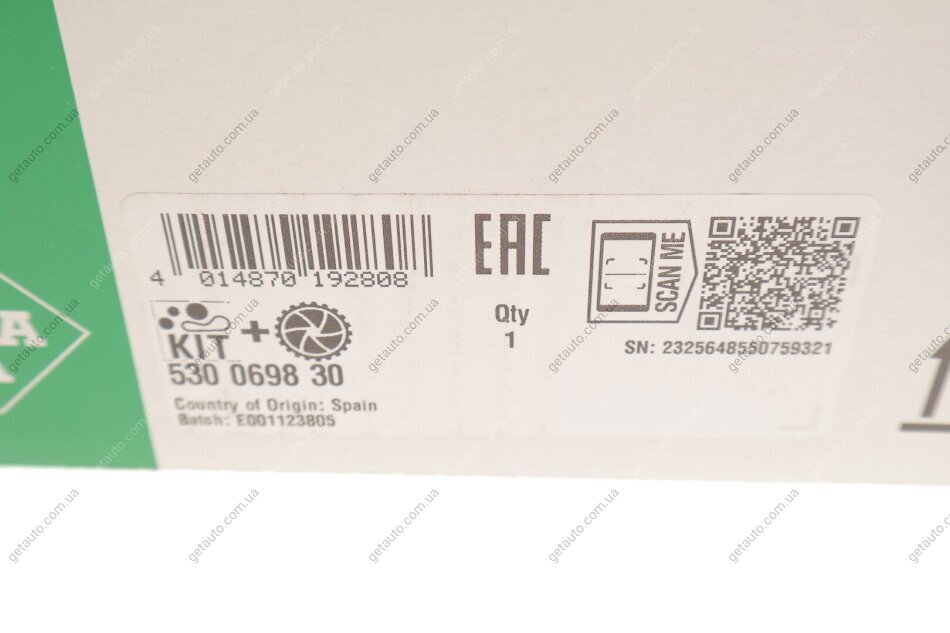 4 014870 192808
EAC
SCAN ME
Qty
1
SN: 23256485580759321
KIT +
530 0698 30
Country of Origin: Spain
Batch: E001123805
getauto.com.ua